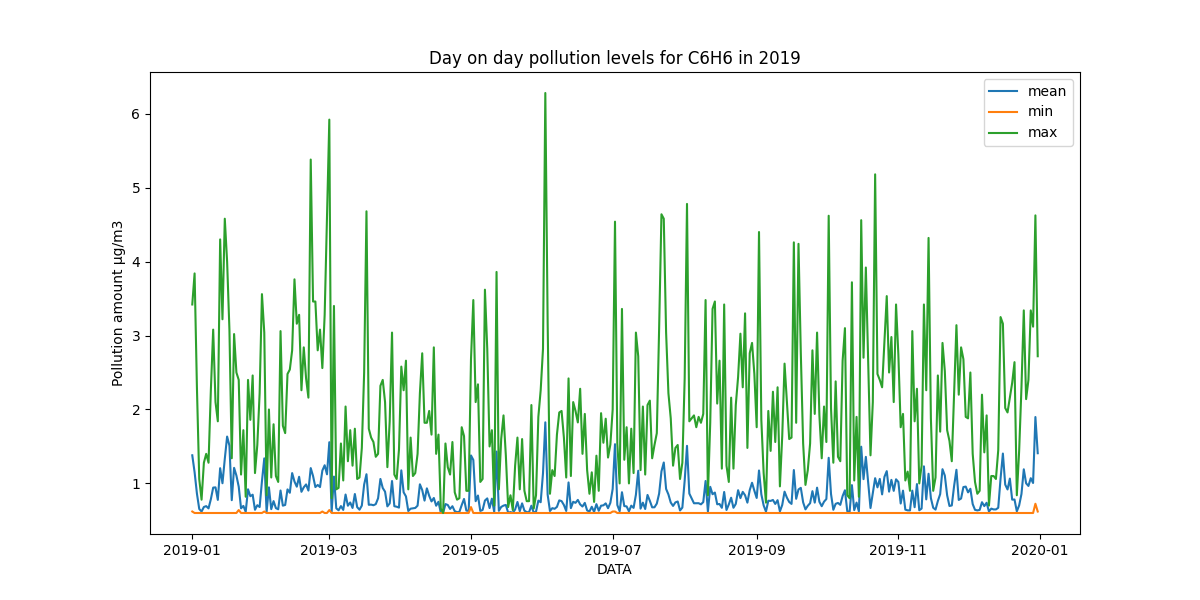 Day on day pollution levels for C6H6 in 2019
mean
min
max
6
5
4
3
2
1
Pollution amount µg/m3
2019-01
2019-03
2019-05
2019-07
2019-09
2019-11
2020-01
DATA